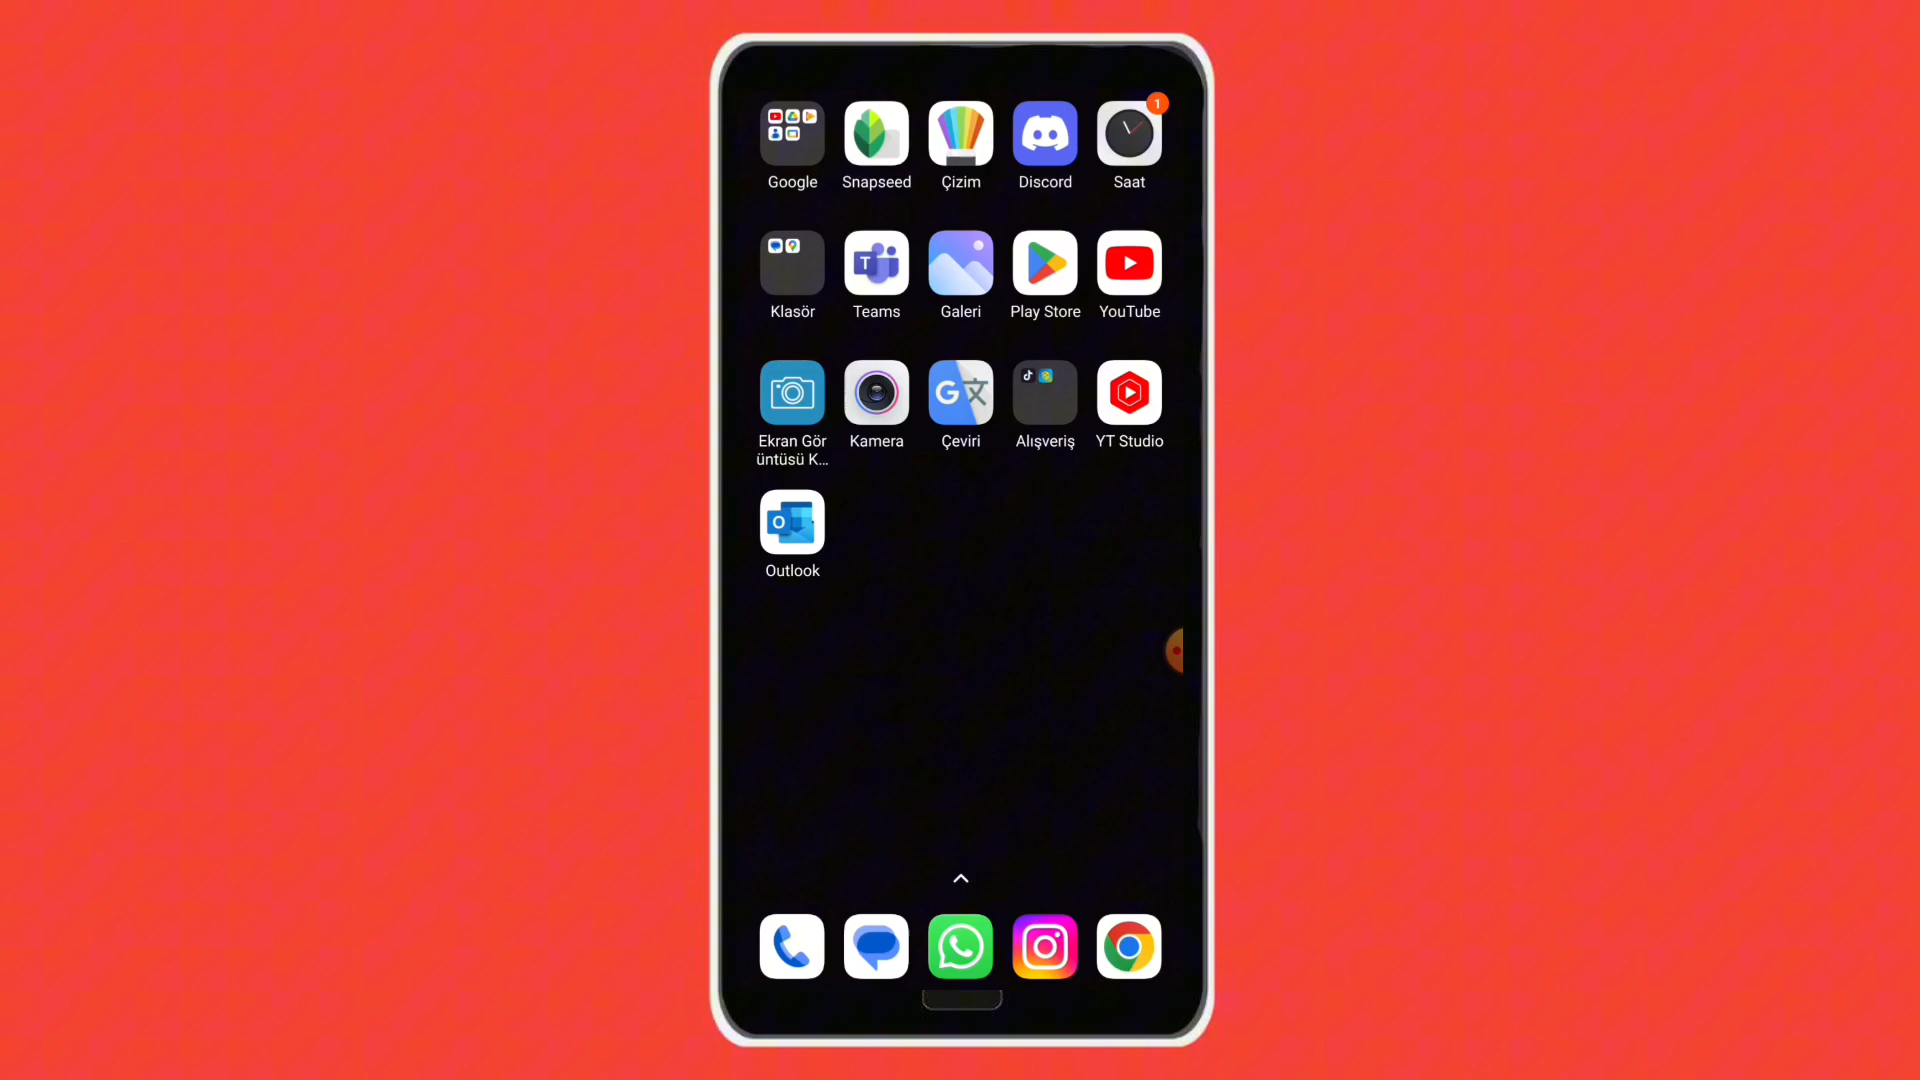 1
Google Snapseed Çizim Discord Saat
Klasör Teams Galeri Play Store YouTube
Ekran Gör Kamera Çeviri Alışveriş YT Studio
üntüsü K...
Outlook